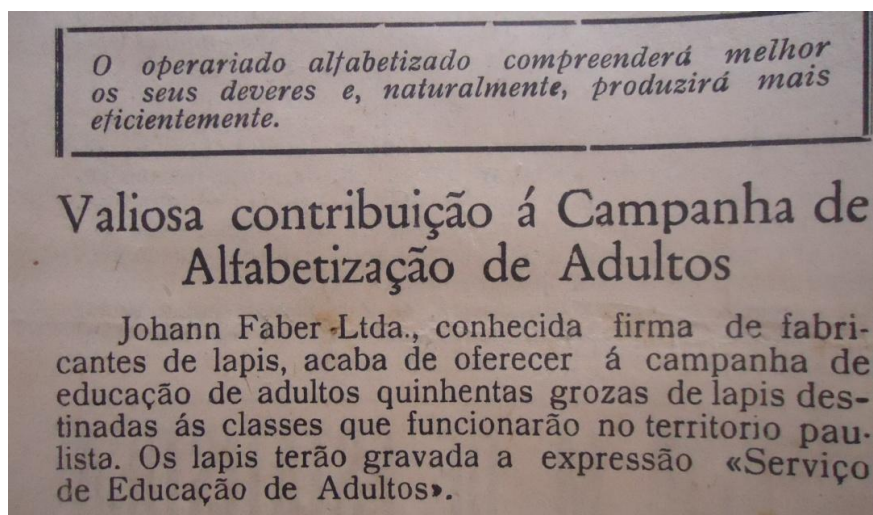 O operariado alfabetizado compreenderá melhor
os seus deveres e, naturalmente, produzirá mais
eficientemente.
Valiosa contribuição á Campanha de
Alfabetização de Adultos
Johann Faber Ltda., conhecida firma de fabri-
cantes de lapis, acaba de oferecer á campanha de
educação de adultos quinhentas grozas de lapis des-
tinadas ás classes que funcionarão no territorio pau-
lista. Os lapis terão gravada a expressão «Serviço
de Educação de Adultos».